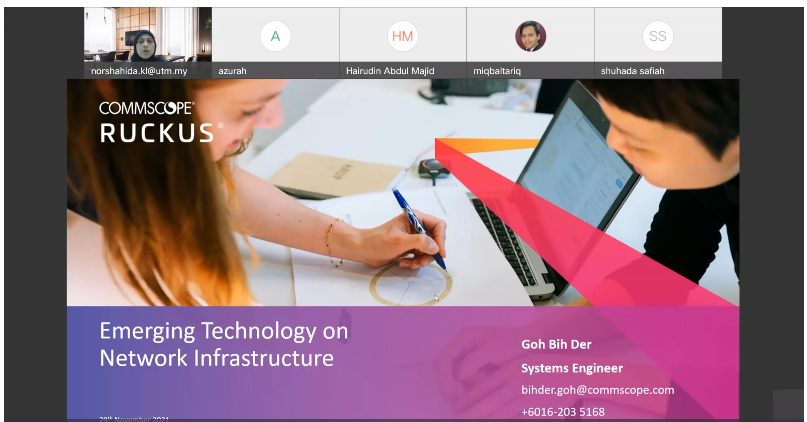 A
HM
SS
norshahida.kl@utm.my
azurah
Hairudin Abdul Majid
miqbaltariq
shuhada safiah
COMMSCOPE®
RUCKUS®
Emerging Technology on
Network Infrastructure
Goh Bih Der
Systems Engineer
bihder.goh@commscope.com
+6016-203 5168
November 2021